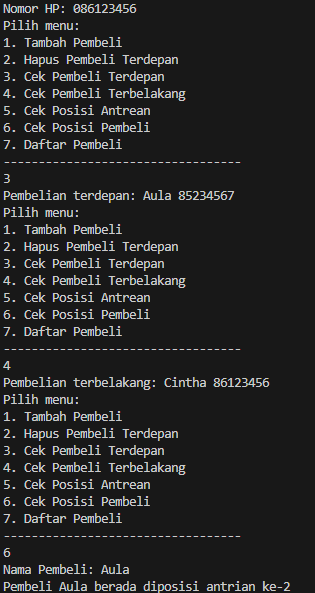 Nomor HP: 086123456
Pilih menu:
1. Tambah Pembeli
2. Hapus Pembeli Terdepan
3. Cek Pembeli Terdepan
4. Cek Pembeli Terbelakang
5. Cek Posisi Antrean
6. Cek Posisi Pembeli
7. Daftar Pembeli
----------------------------------
3
Pembelian terdepan: Aula 85234567
Pilih menu:
1. Tambah Pembeli
2. Hapus Pembeli Terdepan
3. Cek Pembeli Terdepan
4. Cek Pembeli Terbelakang
5. Cek Posisi Antrean
6. Cek Posisi Pembeli
7. Daftar Pembeli
----------------------------------
4
Pembelian terbelakang: Cintha 86123456
Pilih menu:
1. Tambah Pembeli
2. Hapus Pembeli Terdepan
3. Cek Pembeli Terdepan
4. Cek Pembeli Terbelakang
5. Cek Posisi Antrean
6. Cek Posisi Pembeli
7. Daftar Pembeli
----------------------------------
6
Nama Pembeli: Aula
Pembeli Aula berada diposisi antrian ke-2